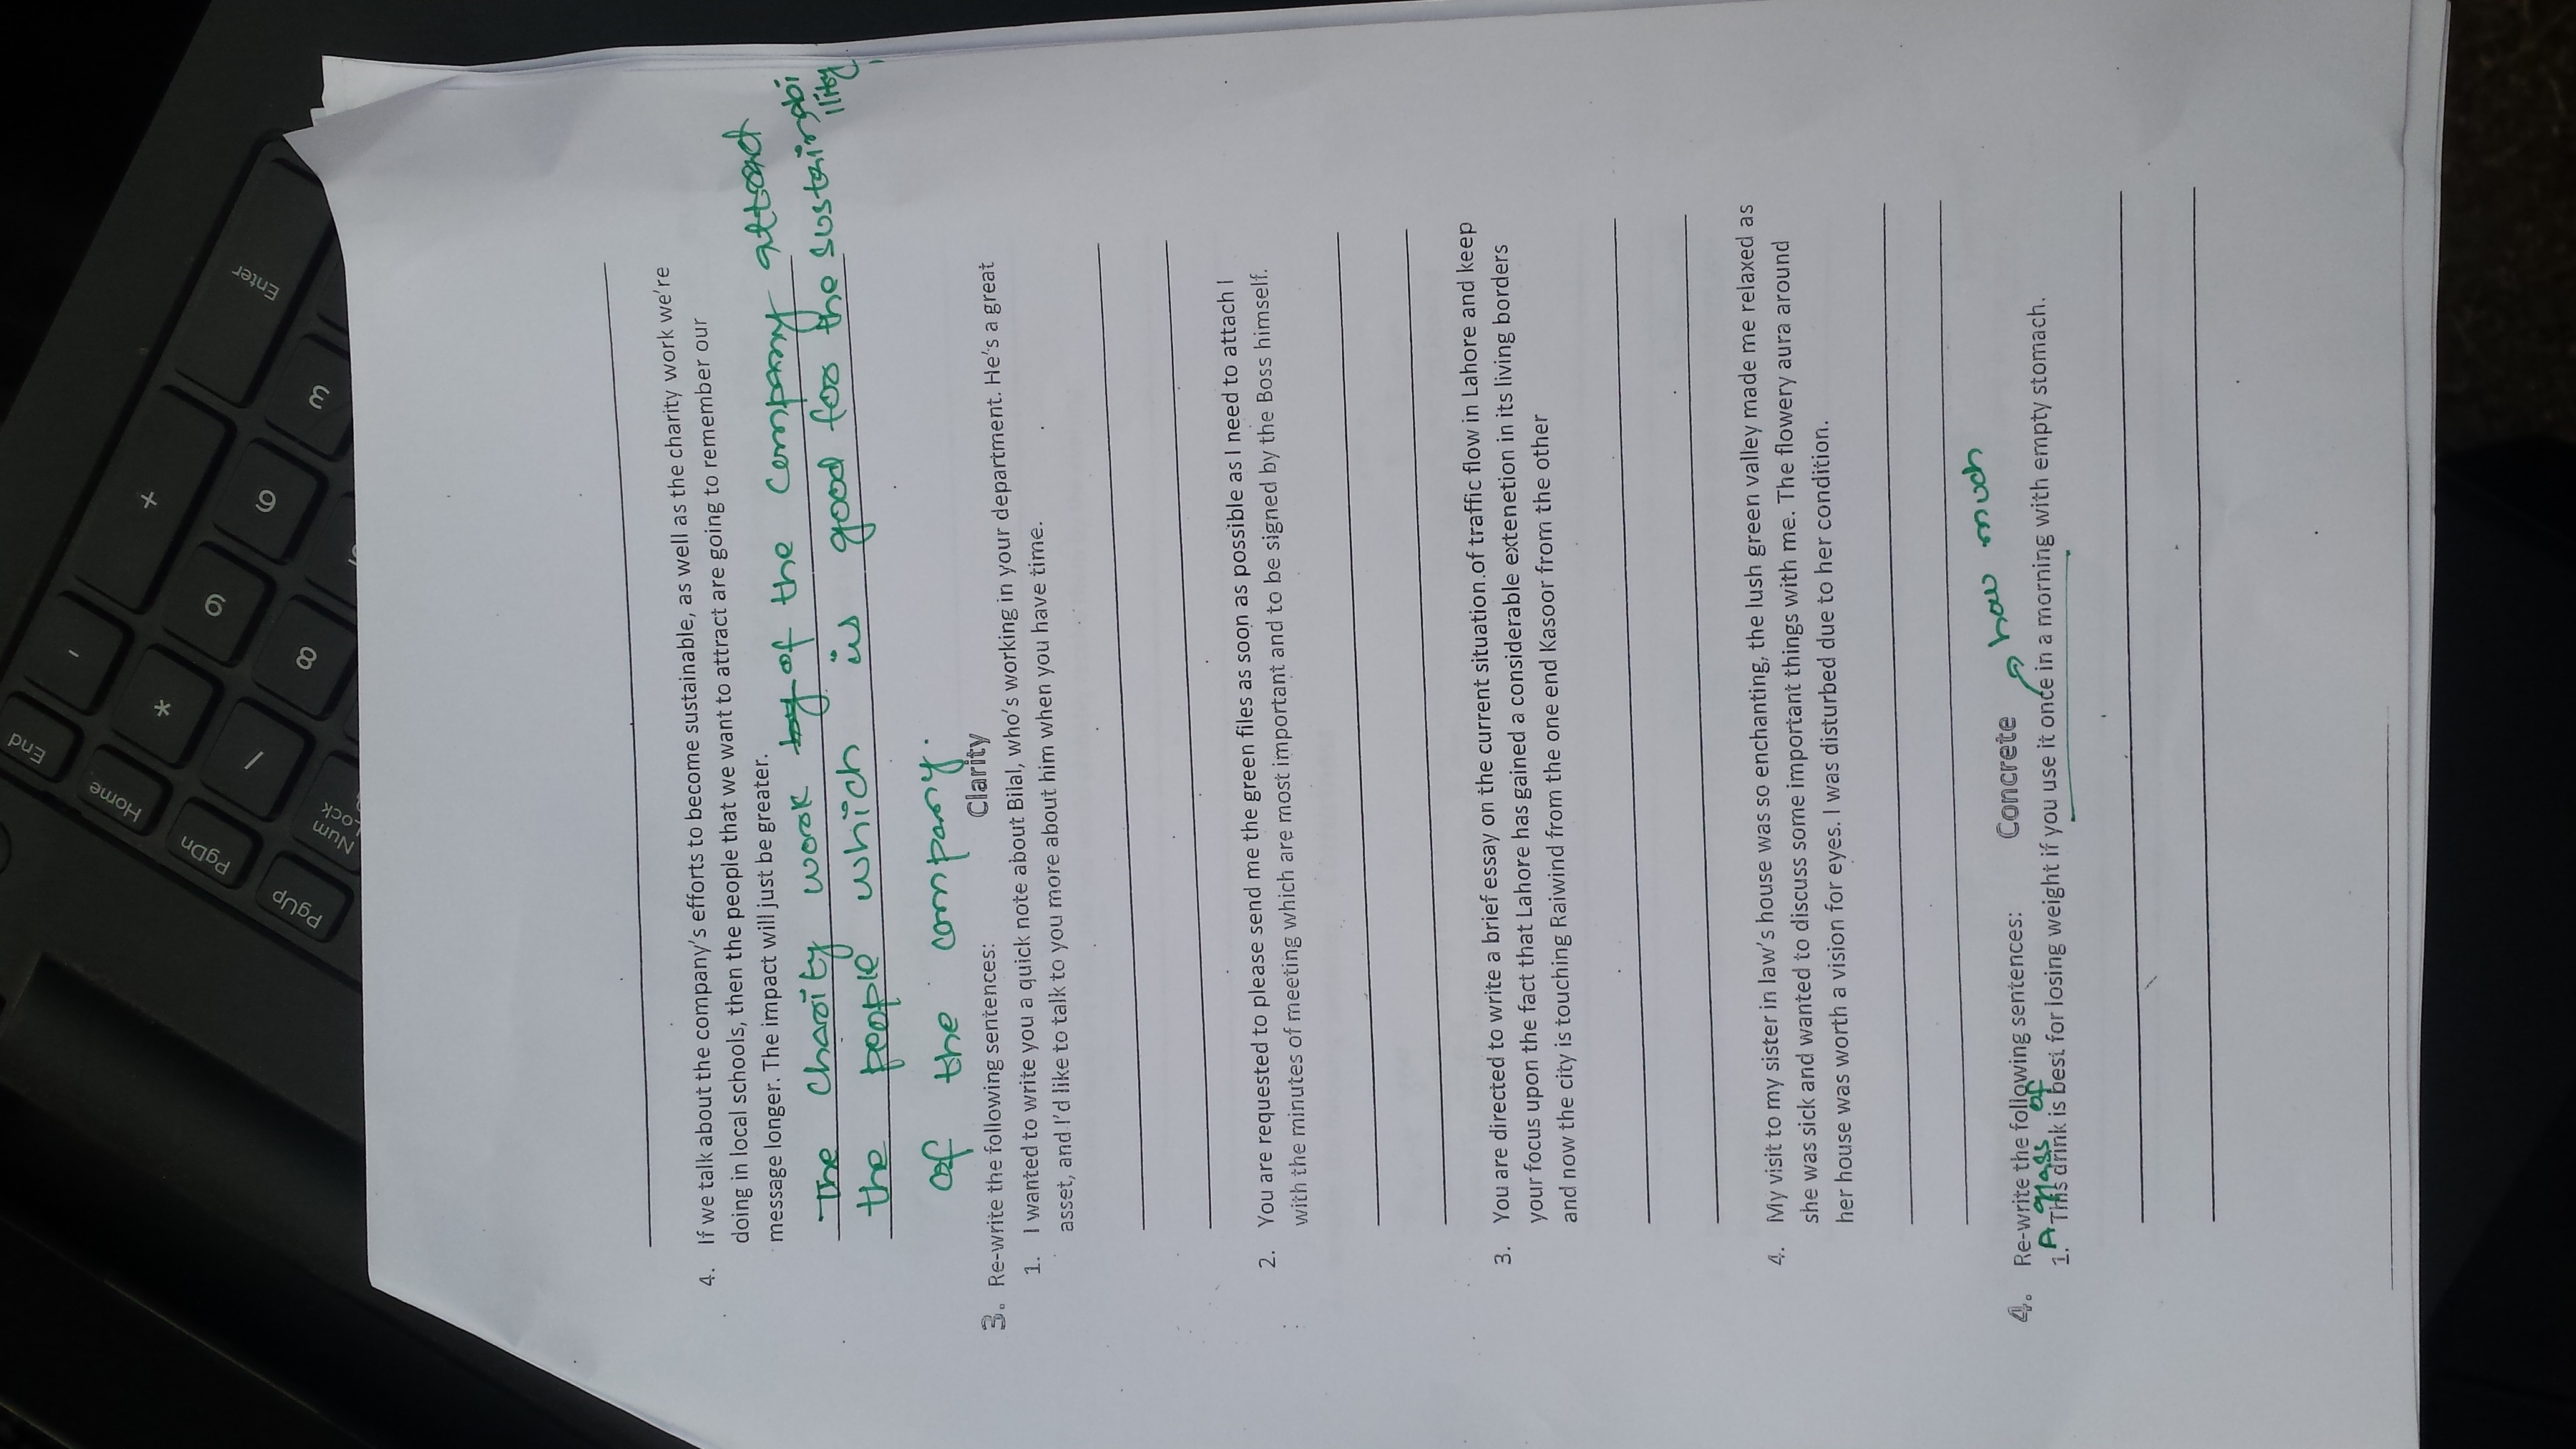 End
-
Home
*
+
PgDn
/
9
6
Enter
PgUp
Num
Lock
8
3
4. If we talk about the company's efforts to become sustainable, as well as the charity work we're
doing in local schools, then the people that we want to attract are going to remember our
message longer. The impact will just be greater.
The charity work by of the company attract
the people which is good for the sustainabi
ility
of the company.
3. Re-write the following sentences: Clarity
1. I wanted to write you a quick note about Bilal, who's working in your department. He's a great
asset, and I'd like to talk to you more about him when you have time.
2. You are requested to please send me the green files as soon as possible as I need to attach I
with the minutes of meeting which are most important and to be signed by the Boss himself.
3. You are directed to write a brief essay on the current situation of traffic flow in Lahore and keep
your focus upon the fact that Lahore has gained a considerable extenetion in its living borders
and now the city is touching Raiwind from the one end Kasoor from the other
4. My visit to my sister in law's house was so enchanting, the lush green valley made me relaxed as
she was sick and wanted to discuss some important things with me. The flowery aura around
her house was worth a vision for eyes. I was disturbed due to her condition.
how much
4. Re-write the following sentences: Concrete
A glass of
1. This drink is best for losing weight if you use it once in a morning with empty stomach.